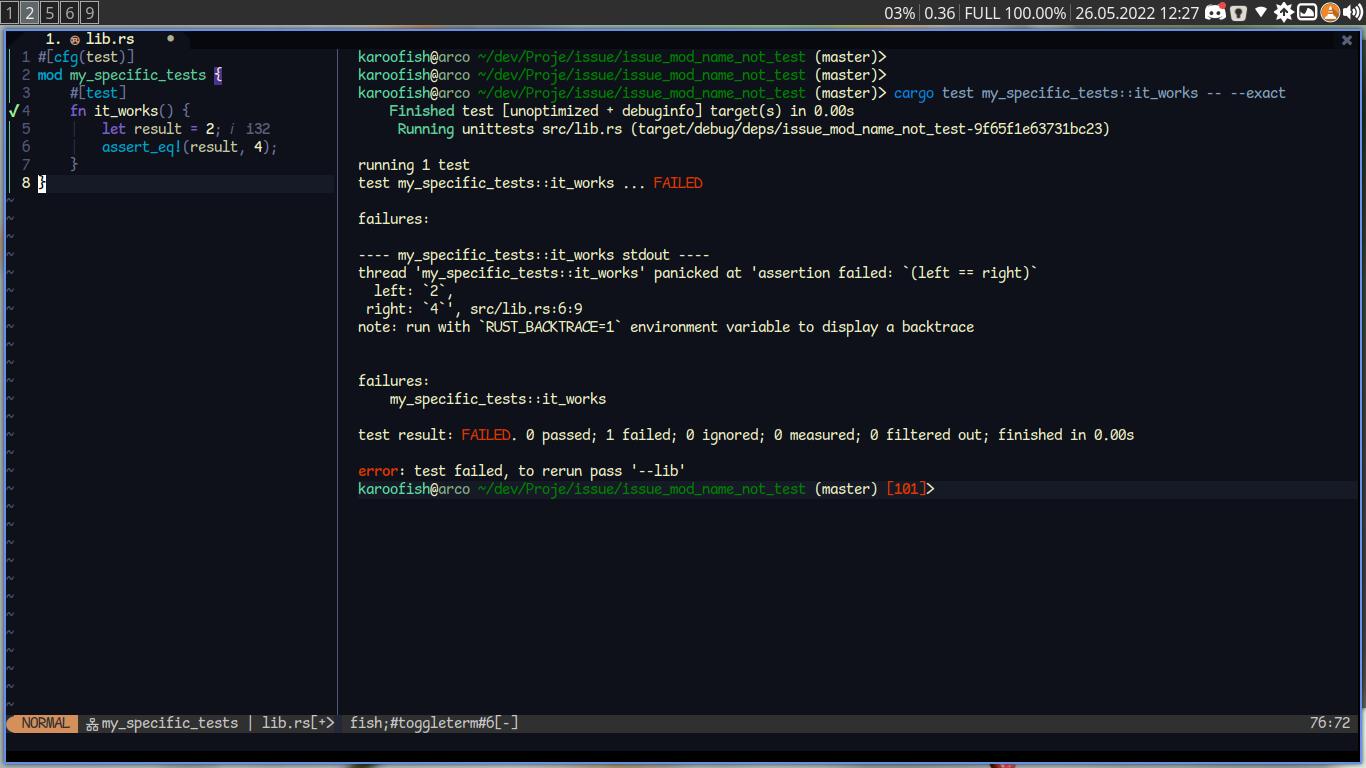 1 2 5 6 9
03% 0.36 FULL 100.00% 26.05.2022 12:27
1. lib.rs
1 #[cfg(test)]
2 mod my_specific_tests {
3 #[test]
4 fn it_works() {
5 let result = 2; i i32
6 assert_eq!(result, 4);
7 }
8 }
karoofish@arco ~/dev/Proje/issue/issue_mod_name_not_test (master)>
karoofish@arco ~/dev/Proje/issue/issue_mod_name_not_test (master)>
karoofish@arco ~/dev/Proje/issue/issue_mod_name_not_test (master)> cargo test my_specific_tests::it_works -- --exact
Finished test [unoptimized + debuginfo] target(s) in 0.00s
Running unittests src/lib.rs (target/debug/deps/issue_mod_name_not_test-9f65f1e63731bc23)
running 1 test
test my_specific_tests::it_works ... FAILED
failures:
---- my_specific_tests::it_works stdout ----
thread 'my_specific_tests::it_works' panicked at 'assertion failed: `(left == right)`
left: `2`,
right: `4`', src/lib.rs:6:9
note: run with `RUST_BACKTRACE=1` environment variable to display a backtrace
failures:
my_specific_tests::it_works
test result: FAILED. 0 passed; 1 failed; 0 ignored; 0 measured; 0 filtered out; finished in 0.00s
error: test failed, to rerun pass '--lib'
karoofish@arco ~/dev/Proje/issue/issue_mod_name_not_test (master) [101]>
NORMAL my_specific_tests | lib.rs[+> fish;#toggleterm#6[-] 76:72